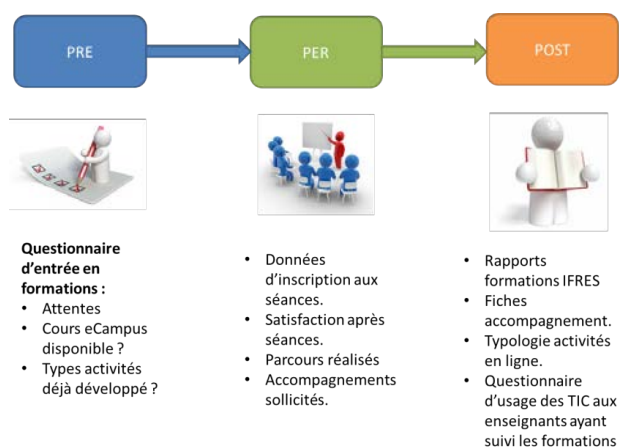 PRE
PER
POST
Questionnaire
d'entrée en
formations :
• Attentes
• Cours eCampus
disponible ?
• Types activités
déjà développé ?
• Données
d'inscription aux
séances.
• Satisfaction après
séances.
• Parcours réalisés
• Accompagnements
sollicités.
• Rapports
formations IFRES
• Fiches
accompagnement.
• Typologie activités
en ligne.
• Questionnaire
d'usage des TIC aux
enseignants ayant
suivi les formations